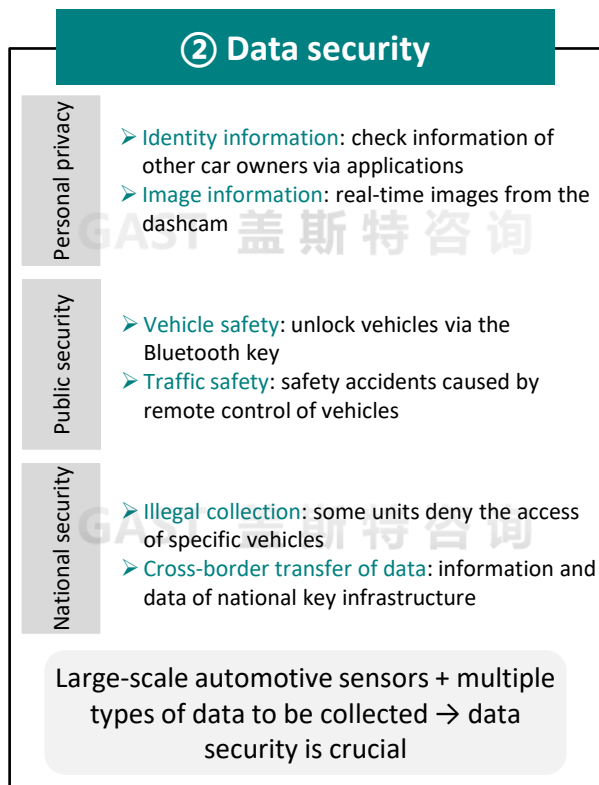 ② Data security
Personal privacy
➢ Identity information: check information of
other car owners via applications
➢ Image information: real-time images from the
dashcam
GAST 盖斯特咨询
Public security
➢ Vehicle safety: unlock vehicles via the
Bluetooth key
➢ Traffic safety: safety accidents caused by
remote control of vehicles
National security
➢ Illegal collection: some units deny the access
of specific vehicles
GAST 盖斯特咨询
➢ Cross-border transfer of data: information and
data of national key infrastructure
Large-scale automotive sensors + multiple
types of data to be collected → data
security is crucial